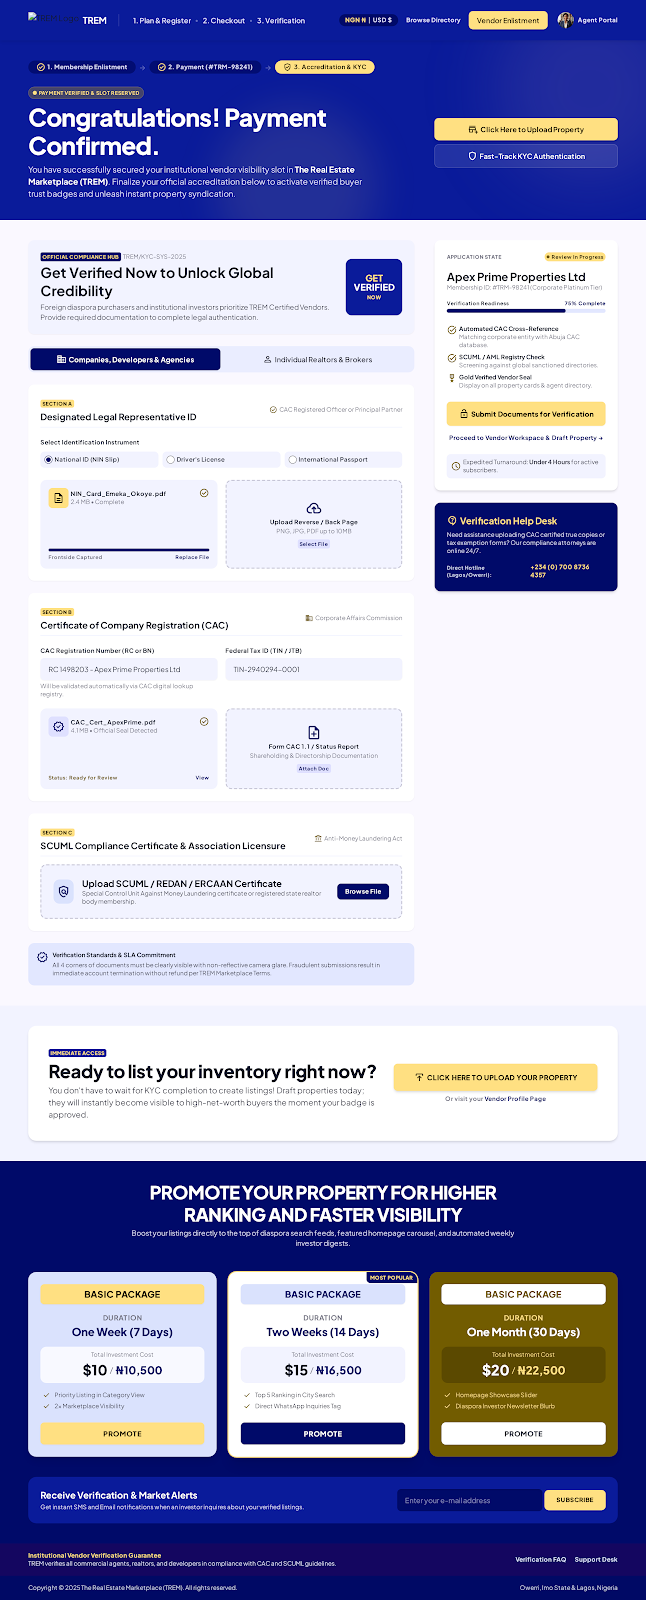 TREM
1. Plan & Register • 2. Checkout • 3. Verification
NGN ₦ | USD $
Browse Directory
Vendor Enlistment
Agent Portal
1. Membership Enlistment → 2. Payment (#TRM-98241) → 3. Accreditation & KYC
PAYMENT VERIFIED & SLOT RESERVED
Congratulations! Payment
Confirmed.
You have successfully secured your institutional vendor visibility slot in The Real Estate
Marketplace (TREM). Finalize your official accreditation below to activate verified buyer
trust badges and unleash instant property syndication.
Click Here to Upload Property
Fast-Track KYC Authentication
OFFICIAL COMPLIANCE HUB TREM/KYC-SYS-2025
Get Verified Now to Unlock Global
Credibility
Foreign diaspora purchasers and institutional investors prioritize TREM Certified Vendors.
Provide required documentation to complete legal authentication.
GET
VERIFIED
NOW
Companies, Developers & Agencies
Individual Realtors & Brokers
SECTION A
Designated Legal Representative ID
CAC Registered Officer or Principal Partner
Select Identification Instrument
National ID (NIN Slip)
Driver's License
International Passport
NIN_Card_Emeka_Okoye.pdf
2.4 MB • Complete
Frontside Captured
Replace File
Upload Reverse / Back Page
PNG, JPG, PDF up to 10MB
Select File
SECTION B
Certificate of Company Registration (CAC)
Corporate Affairs Commission
CAC Registration Number (RC or BN)
RC 1498203 - Apex Prime Properties Ltd
Will be validated automatically via CAC digital lookup
registry.
Federal Tax ID (TIN / JTB)
TIN-2940294-0001
CAC_Cert_ApexPrime.pdf
4.1 MB • Official Seal Detected
Status: Ready for Review
View
Form CAC 1.1 / Status Report
Shareholding & Directorship Documentation
Attach Doc
SECTION C
SCUML Compliance Certificate & Association Licensure
Anti-Money Laundering Act
Upload SCUML / REDAN / ERCAAN Certificate
Special Control Unit Against Money Laundering certificate or registered state realtor
body membership.
Browse File
Verification Standards & SLA Commitment
All 4 corners of documents must be clearly visible with non-reflective camera glare. Fraudulent submissions result in
immediate account termination without refund per TREM Marketplace Terms.
APPLICATION STATE
Review In Progress
Apex Prime Properties Ltd
Membership ID: #TRM-98241 (Corporate Platinum Tier)
Verification Readiness
75% Complete
Automated CAC Cross-Reference
Matching corporate entity with Abuja CAC
database.
SCUML / AML Registry Check
Screening against global sanctioned directories.
Gold Verified Vendor Seal
Display on all property cards & agent directory.
Submit Documents for Verification
Proceed to Vendor Workspace & Draft Property →
Expedited Turnaround: Under 4 Hours for active
subscribers.
Verification Help Desk
Need assistance uploading CAC certified true copies or
tax exemption forms? Our compliance attorneys are
online 24/7.
Direct Hotline
(Lagos/Owerri):
+234 (0) 700 8736
4357
IMMEDIATE ACCESS
Ready to list your inventory right now?
You don't have to wait for KYC completion to create listings! Draft properties today;
they will instantly become visible to high-net-worth buyers the moment your badge is
approved.
CLICK HERE TO UPLOAD YOUR PROPERTY
Or visit your Vendor Profile Page
PROMOTE YOUR PROPERTY FOR HIGHER
RANKING AND FASTER VISIBILITY
Boost your listings directly to the top of diaspora search feeds, featured homepage carousel, and automated weekly
investor digests.
BASIC PACKAGE
DURATION
One Week (7 Days)
Total Investment Cost
$10 / ₦10,500
Priority Listing in Category View
2x Marketplace Visibility
PROMOTE
MOST POPULAR
BASIC PACKAGE
DURATION
Two Weeks (14 Days)
Total Investment Cost
$15 / ₦16,500
Top 5 Ranking in City Search
Direct WhatsApp Inquiries Tag
PROMOTE
BASIC PACKAGE
DURATION
One Month (30 Days)
Total Investment Cost
$20 / ₦22,500
Homepage Showcase Slider
Diaspora Investor Newsletter Blurb
PROMOTE
Receive Verification & Market Alerts
Get instant SMS and Email notifications when an investor inquires about your verified listings.
Enter your e-mail address
SUBSCRIBE
Institutional Vendor Verification Guarantee
TREM verifies all commercial agents, realtors, and developers in compliance with CAC and SCUML guidelines.
Verification FAQ
Support Desk
Copyright © 2025 The Real Estate Marketplace (TREM). All rights reserved.
Owerri, Imo State & Lagos, Nigeria